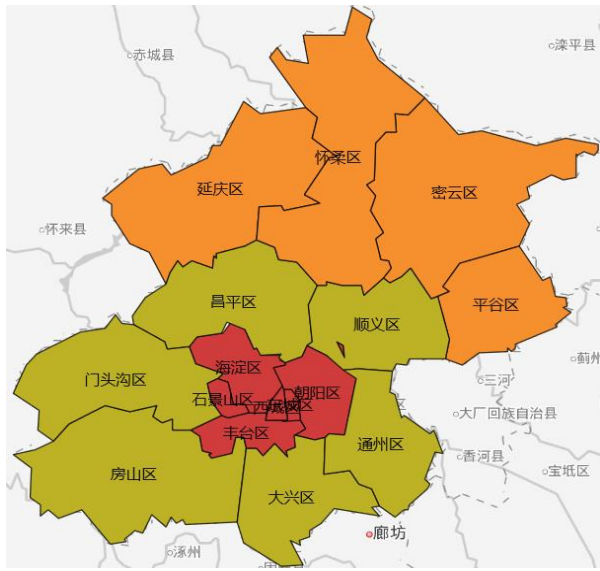 赤城县
滦平县
怀柔区
延庆区
密云区
怀来县
昌平区
平谷区
顺义区
蓟州
海淀区
门头沟区
三河
朝阳区
石景山区
西城区
大厂回族自治县
丰台区
通州区
香河县
房山区
宝坻区
大兴区
廊坊
涿州